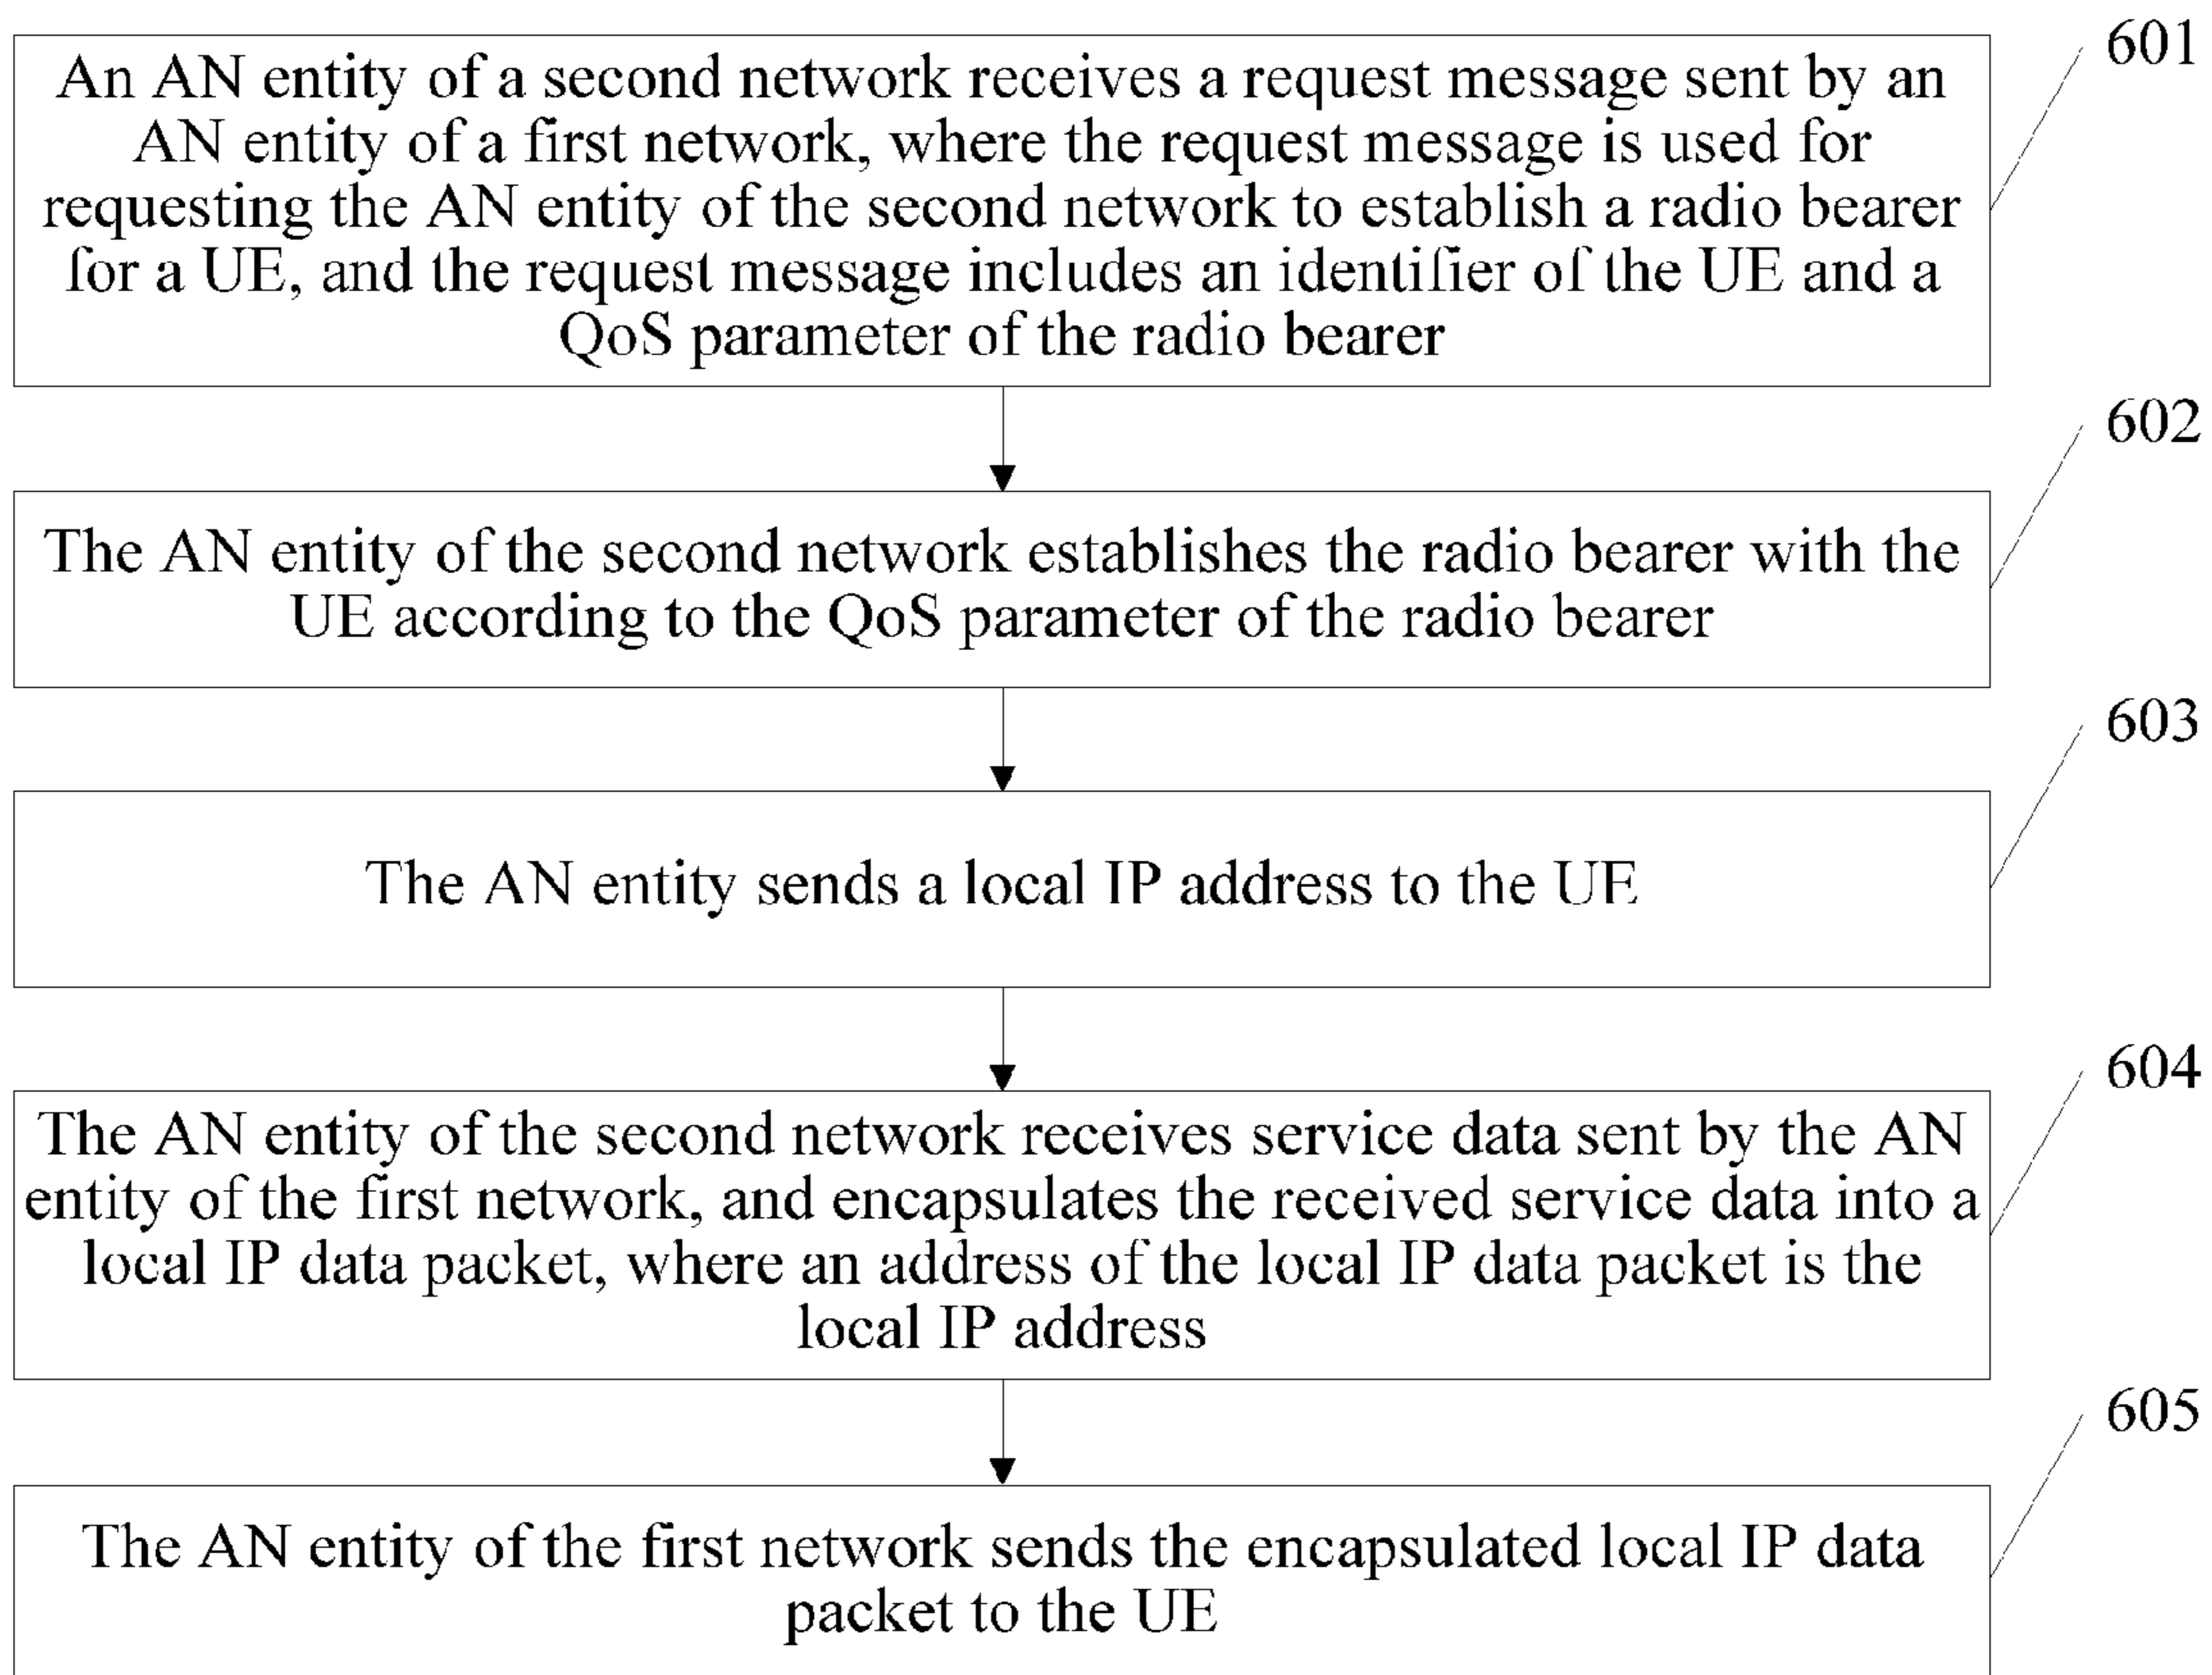 601
An AN entity of a second network receives a request message sent by an
AN entity of a first network, where the request message is used for
requesting the AN entity of the second network to establish a radio bearer
for a UE, and the request message includes an identifier of the UE and a
QoS parameter of the radio bearer
602
The AN entity of the second network establishes the radio bearer with the
UE according to the QoS parameter of the radio bearer
603
The AN entity sends a local IP address to the UE
604
The AN entity of the second network receives service data sent by the AN
entity of the first network, and encapsulates the received service data into a
local IP data packet, where an address of the local IP data packet is the
local IP address
605
The AN entity of the first network sends the encapsulated local IP data
packet to the UE